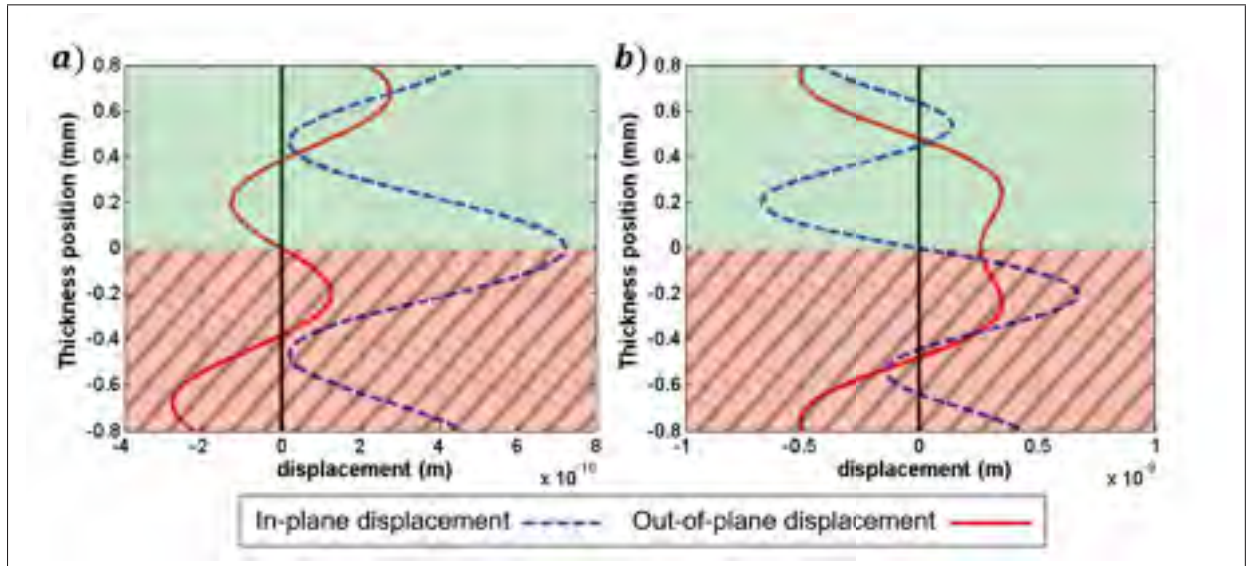 a) b)
0.8 0.8
0.6 0.6
0.4 0.4
0.2 0.2
0 0
-0.2 -0.2
-0.4 -0.4
-0.6 -0.6
-0.8 -0.8
Thickness position (mm) Thickness position (mm)
-4 -2 0 2 4 6 8 -1 -0.5 0 0.5 1
displacement (m) x 10^-10 displacement (m) x 10^-9
In-plane displacement Out-of-plane displacement